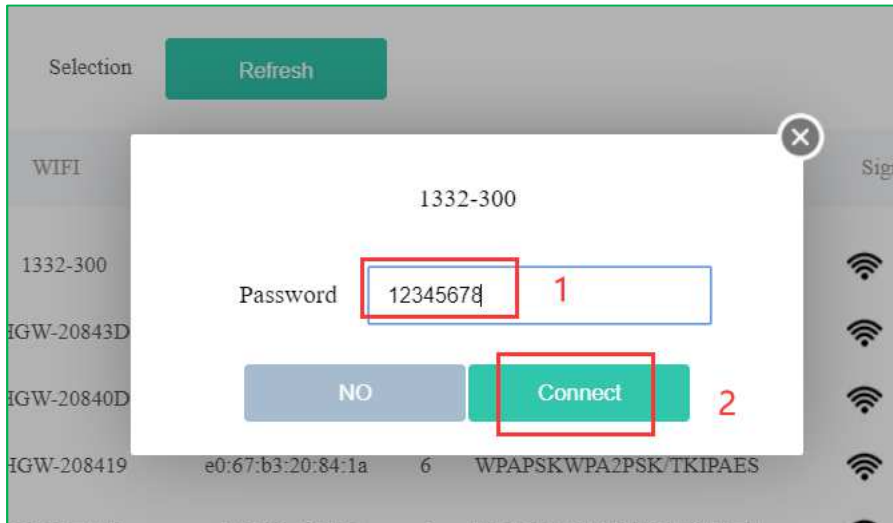 Selection Refresh
WIFI Sig
1332-300
1332-300
Password 12345678 1
HGW-20843D
NO Connect 2
HGW-20840D
HGW-208419 e0:67:b3:20:84:1a 6 WPAPSKWPA2PSK/TKIPAES